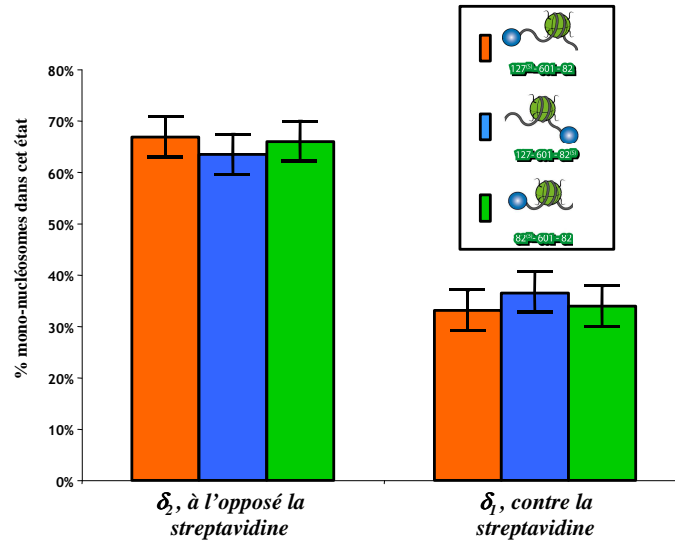 % mono-nucléosomes dans cet état
80%
70%
60%
50%
40%
30%
20%
10%
0%
127(S)-601-82
127-601-82(S)
82(S)-601-82
δ2, à l'opposé la
streptavidine
δ1, contre la
streptavidine